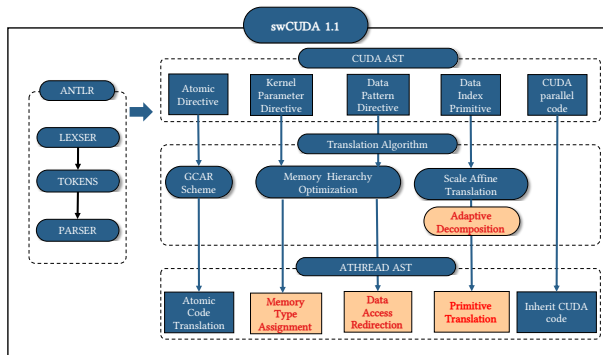 swCUDA 1.1
ANTLR
LEXSER
TOKENS
PARSER
CUDA AST
Atomic
Directive
Kernel
Parameter
Directive
Data
Pattern
Directive
Data
Index
Primitive
CUDA
parallel
code
Translation Algorithm
GCAR
Scheme
Memory Hierarchy
Optimization
Scale Affine
Translation
Adaptive
Decomposition
ATHREAD AST
Atomic
Code
Translation
Memory
Type
Assignment
Data
Access
Redirection
Primitive
Translation
Inherit CUDA
code